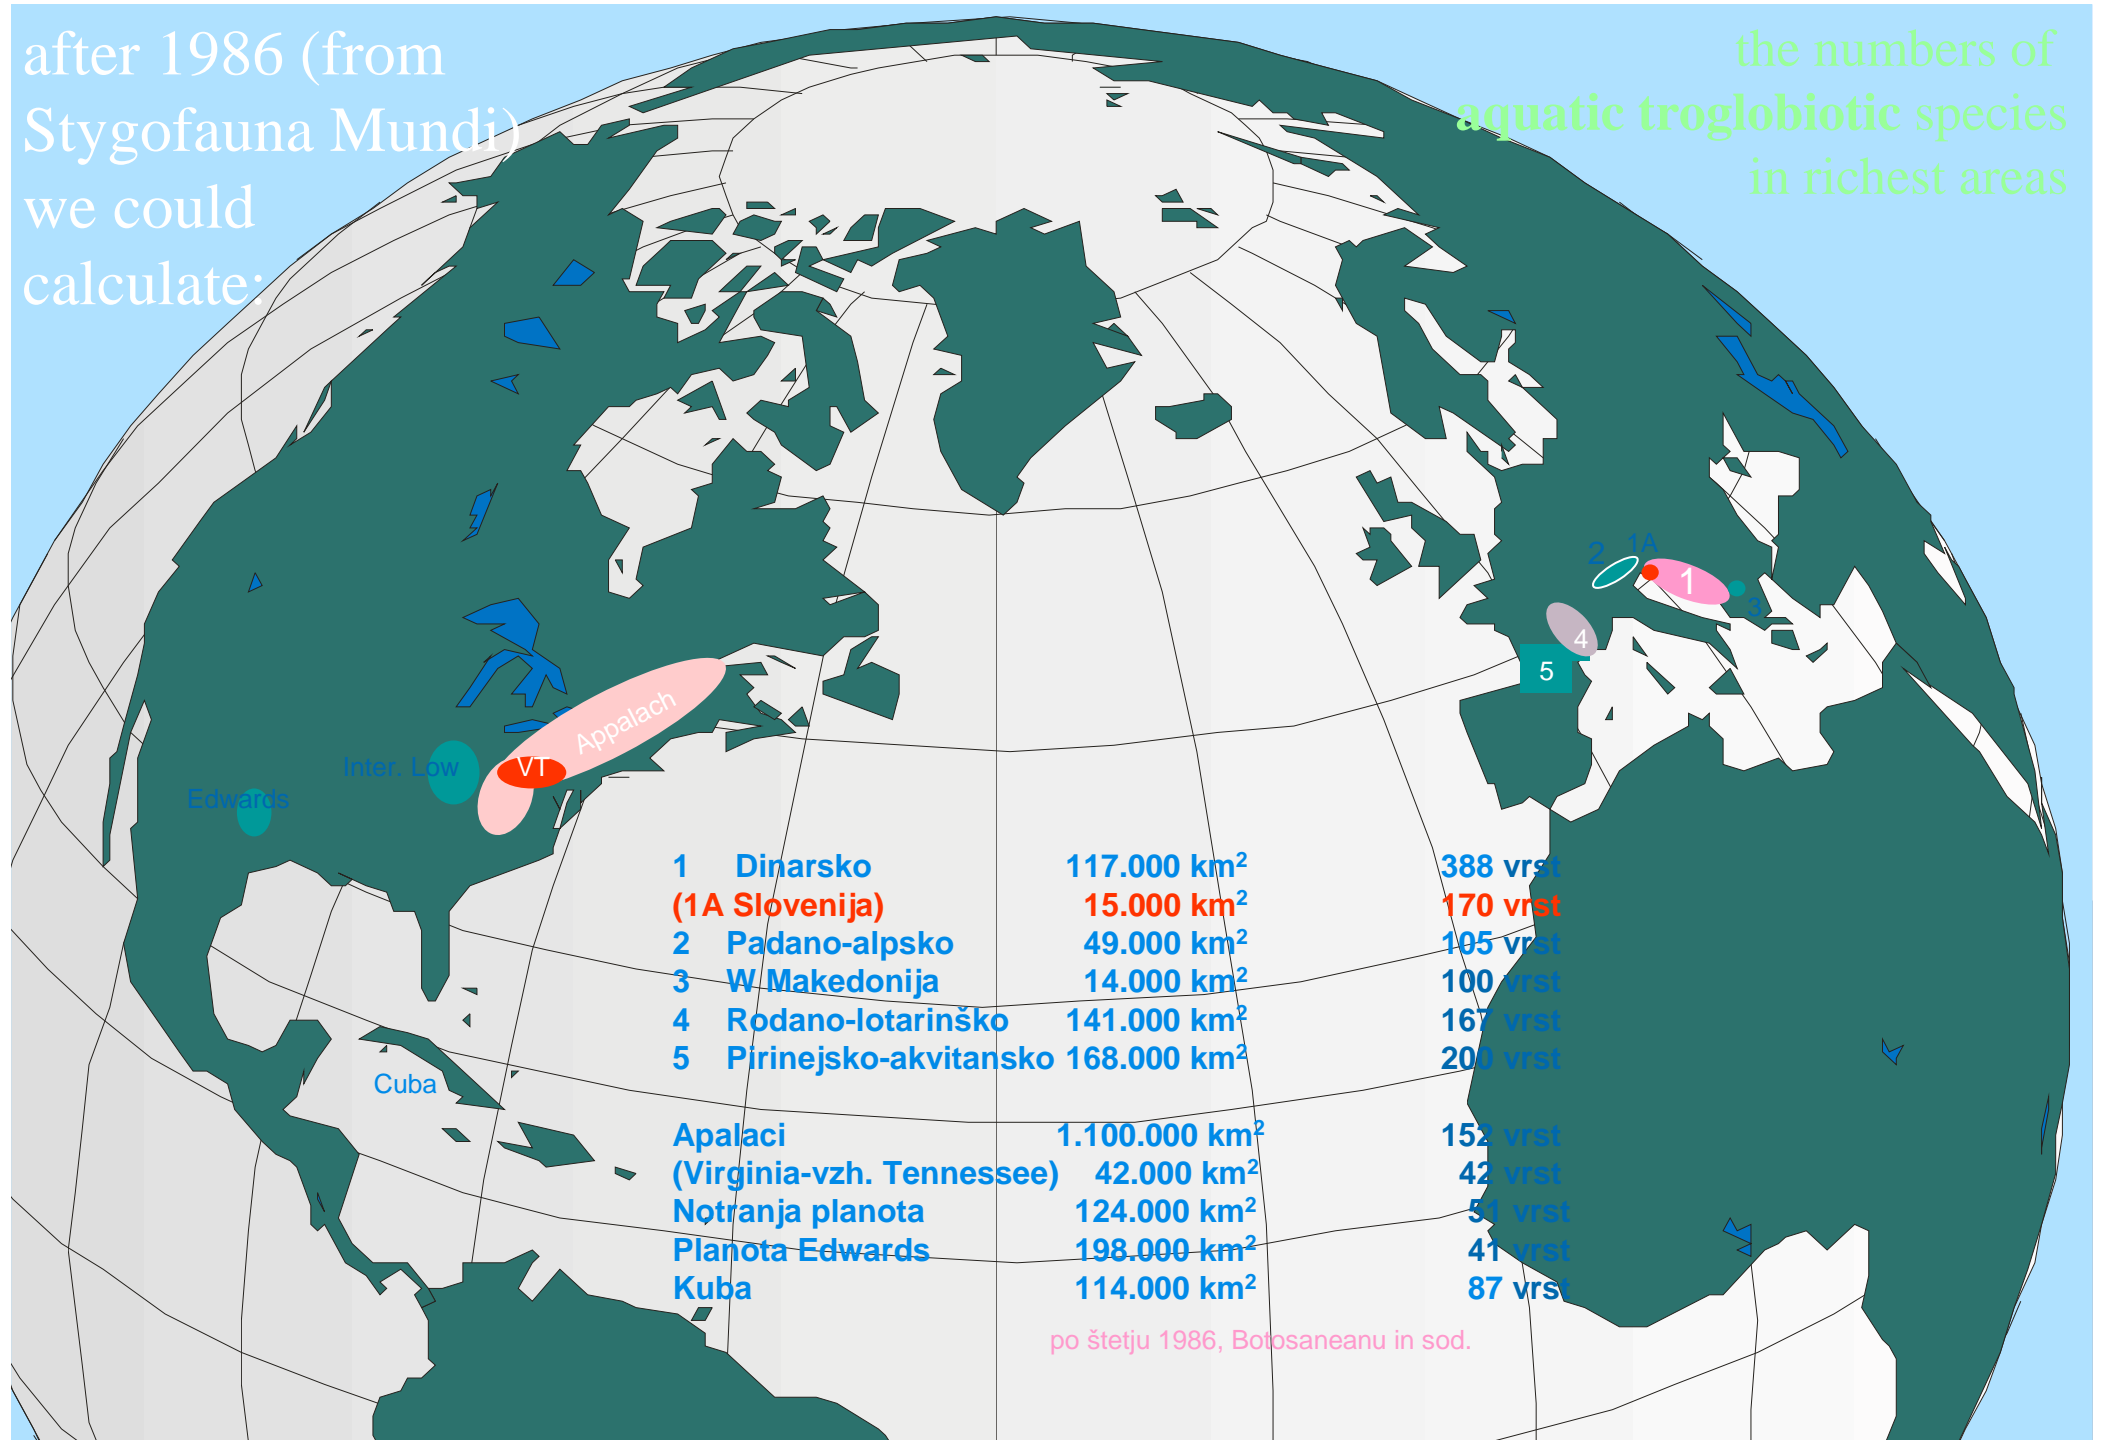 after 1986 (from
Stygofauna Mundi)
we could
calculate:
the numbers of
aquatic troglobiotic species
in richest areas
2
1A
1
3
4
5
Appalach
VT
Inter. Low
Edwards
Cuba
1 Dinarsko 117.000 km² 388 vrst
(1A Slovenija) 15.000 km² 170 vrst
2 Padano-alpsko 49.000 km² 105 vrst
3 W Makedonija 14.000 km² 100 vrst
4 Rodano-lotarinško 141.000 km² 167 vrst
5 Pirinejsko-akvitansko 168.000 km² 200 vrst
Apalaci 1.100.000 km² 152 vrst
(Virginia-vzh. Tennessee) 42.000 km² 42 vrst
Notranja planota 124.000 km² 51 vrst
Planota Edwards 198.000 km² 41 vrst
Kuba 114.000 km² 87 vrst
po štetju 1986, Botosaneanu in sod.